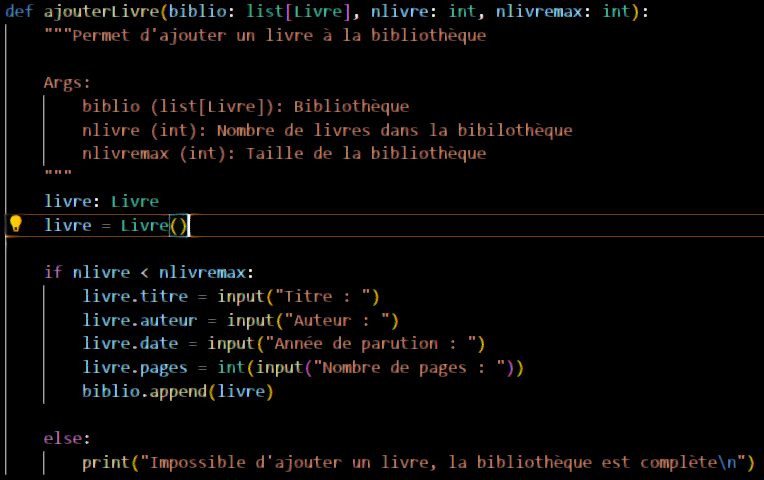 def ajouterLivre(biblio: list[Livre], nlivre: int, nlivremax: int):
"""Permet d'ajouter un livre à la bibliothèque
Args:
biblio (list[Livre]): Bibliothèque
nlivre (int): Nombre de livres dans la bibilothèque
nlivremax (int): Taille de la bibliothèque
"""
livre: Livre
livre = Livre()
if nlivre < nlivremax:
livre.titre = input("Titre : ")
livre.auteur = input("Auteur : ")
livre.date = input("Année de parution : ")
livre.pages = int(input("Nombre de pages : "))
biblio.append(livre)
else:
print("Impossible d'ajouter un livre, la bibliothèque est complète\n")